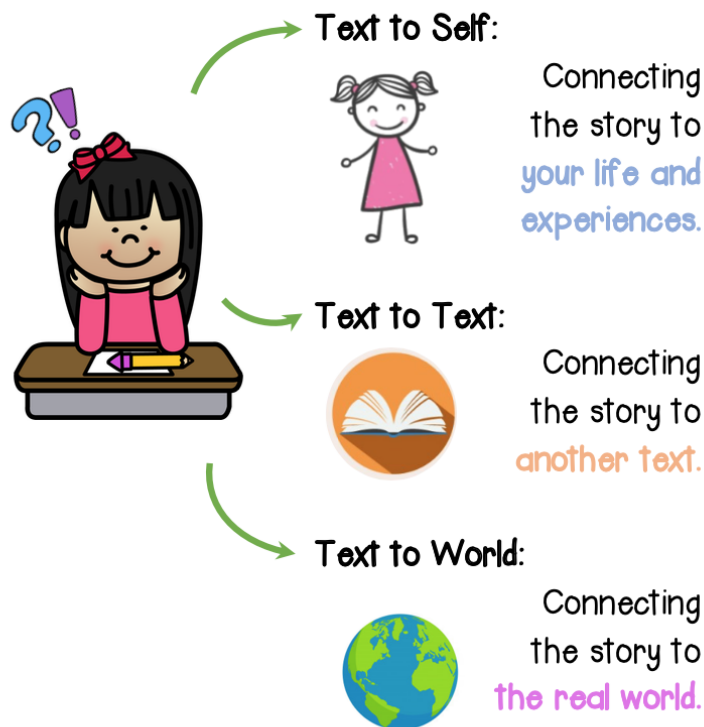 Text to Self:
Connecting
the story to
your life and
experiences.
Text to Text:
Connecting
the story to
another text.
Text to World:
Connecting
the story to
the real world.